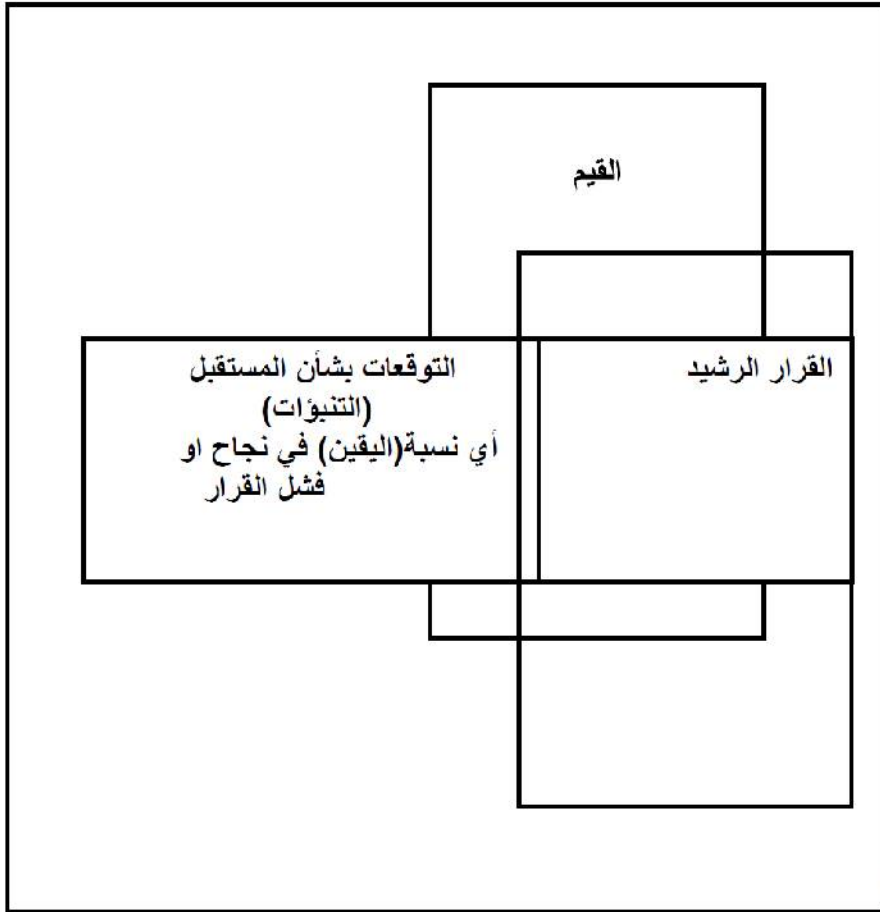 القيم
القرار الرشيد
التوقعات بشأن المستقبل
(التنبؤات)
أي نسبة(اليقين) في نجاح او
فشل القرار